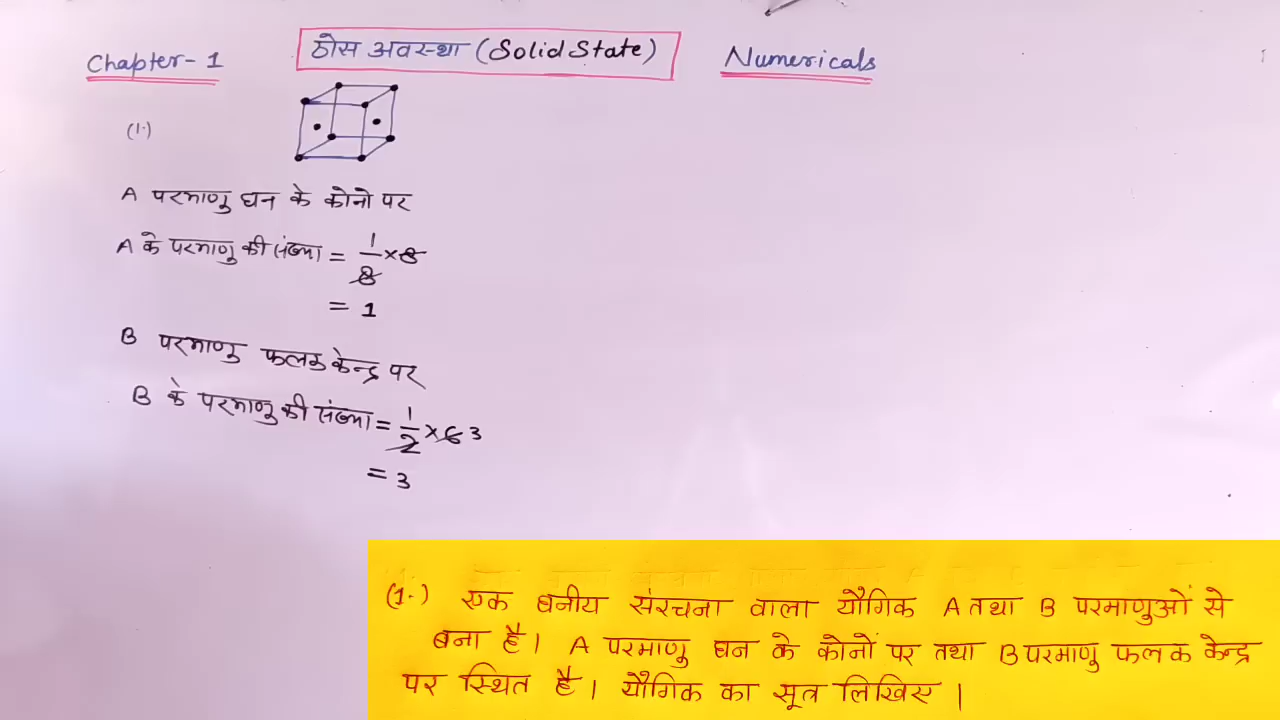 Chapter-1
ठोस अवस्था (Solid State)
Numericals
(1.)
A परमाणु घन के कोनो पर
A के परमाणु की संख्या = 1/8 × 8
= 1
B परमाणु फलक केन्द्र पर
B के परमाणु की संख्या = 1/2 × 6 3
= 3
(1.) एक घनीय संरचना वाला यौगिक A तथा B परमाणुओं से
बना है। A परमाणु घन के कोनों पर तथा B परमाणु फलक केन्द्र
पर स्थित है। यौगिक का सूत्र लिखिए।